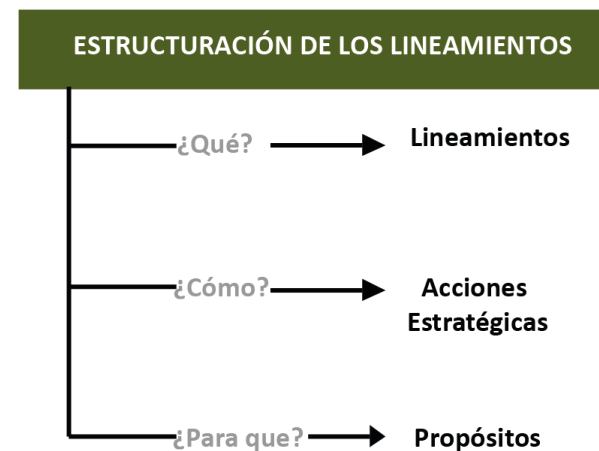 ESTRUCTURACIÓN DE LOS LINEAMIENTOS
¿Qué? Lineamientos
¿Cómo? Acciones
Estratégicas
¿Para que? Propósitos